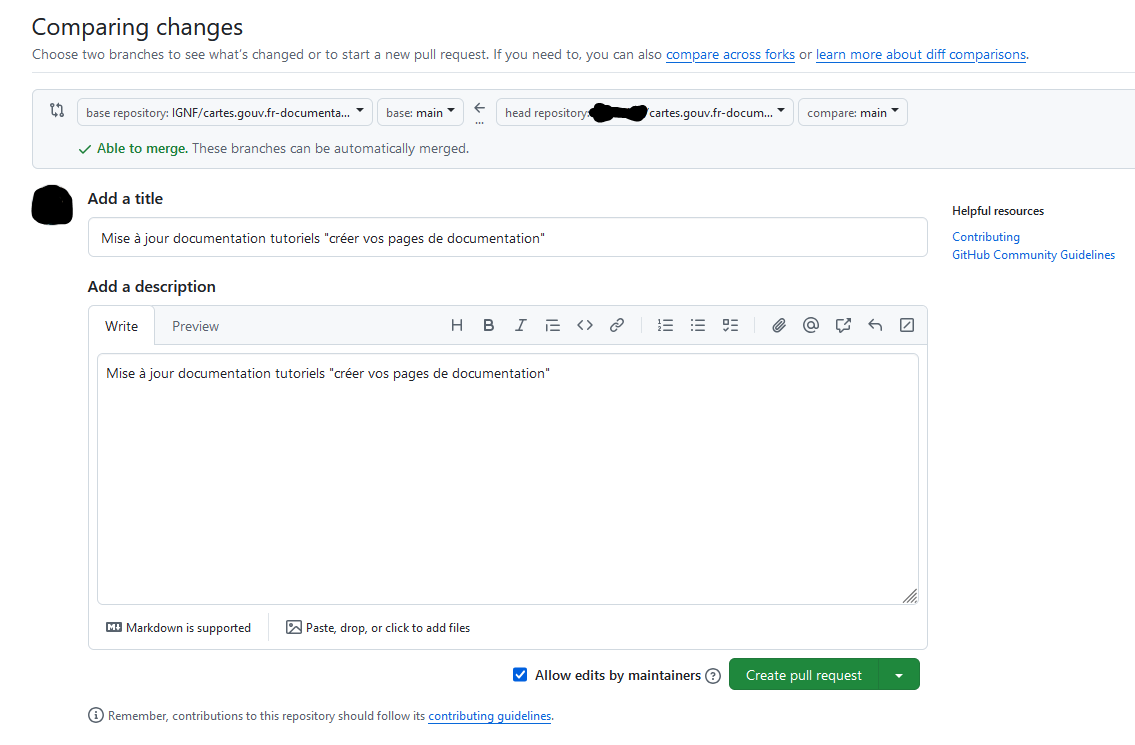 Comparing changes
Choose two branches to see what's changed or to start a new pull request. If you need to, you can also compare across forks or learn more about diff comparisons.
base repository: IGNF/cartes.gouv.fr-documenta... base: main ← ... head repository: /cartes.gouv.fr-docum... compare: main
Able to merge. These branches can be automatically merged.
Add a title
Mise à jour documentation tutoriels "créer vos pages de documentation"
Helpful resources
Contributing
GitHub Community Guidelines
Add a description
Write Preview
Mise à jour documentation tutoriels "créer vos pages de documentation"
Markdown is supported Paste, drop, or click to add files
Allow edits by maintainers Create pull request
Remember, contributions to this repository should follow its contributing guidelines.